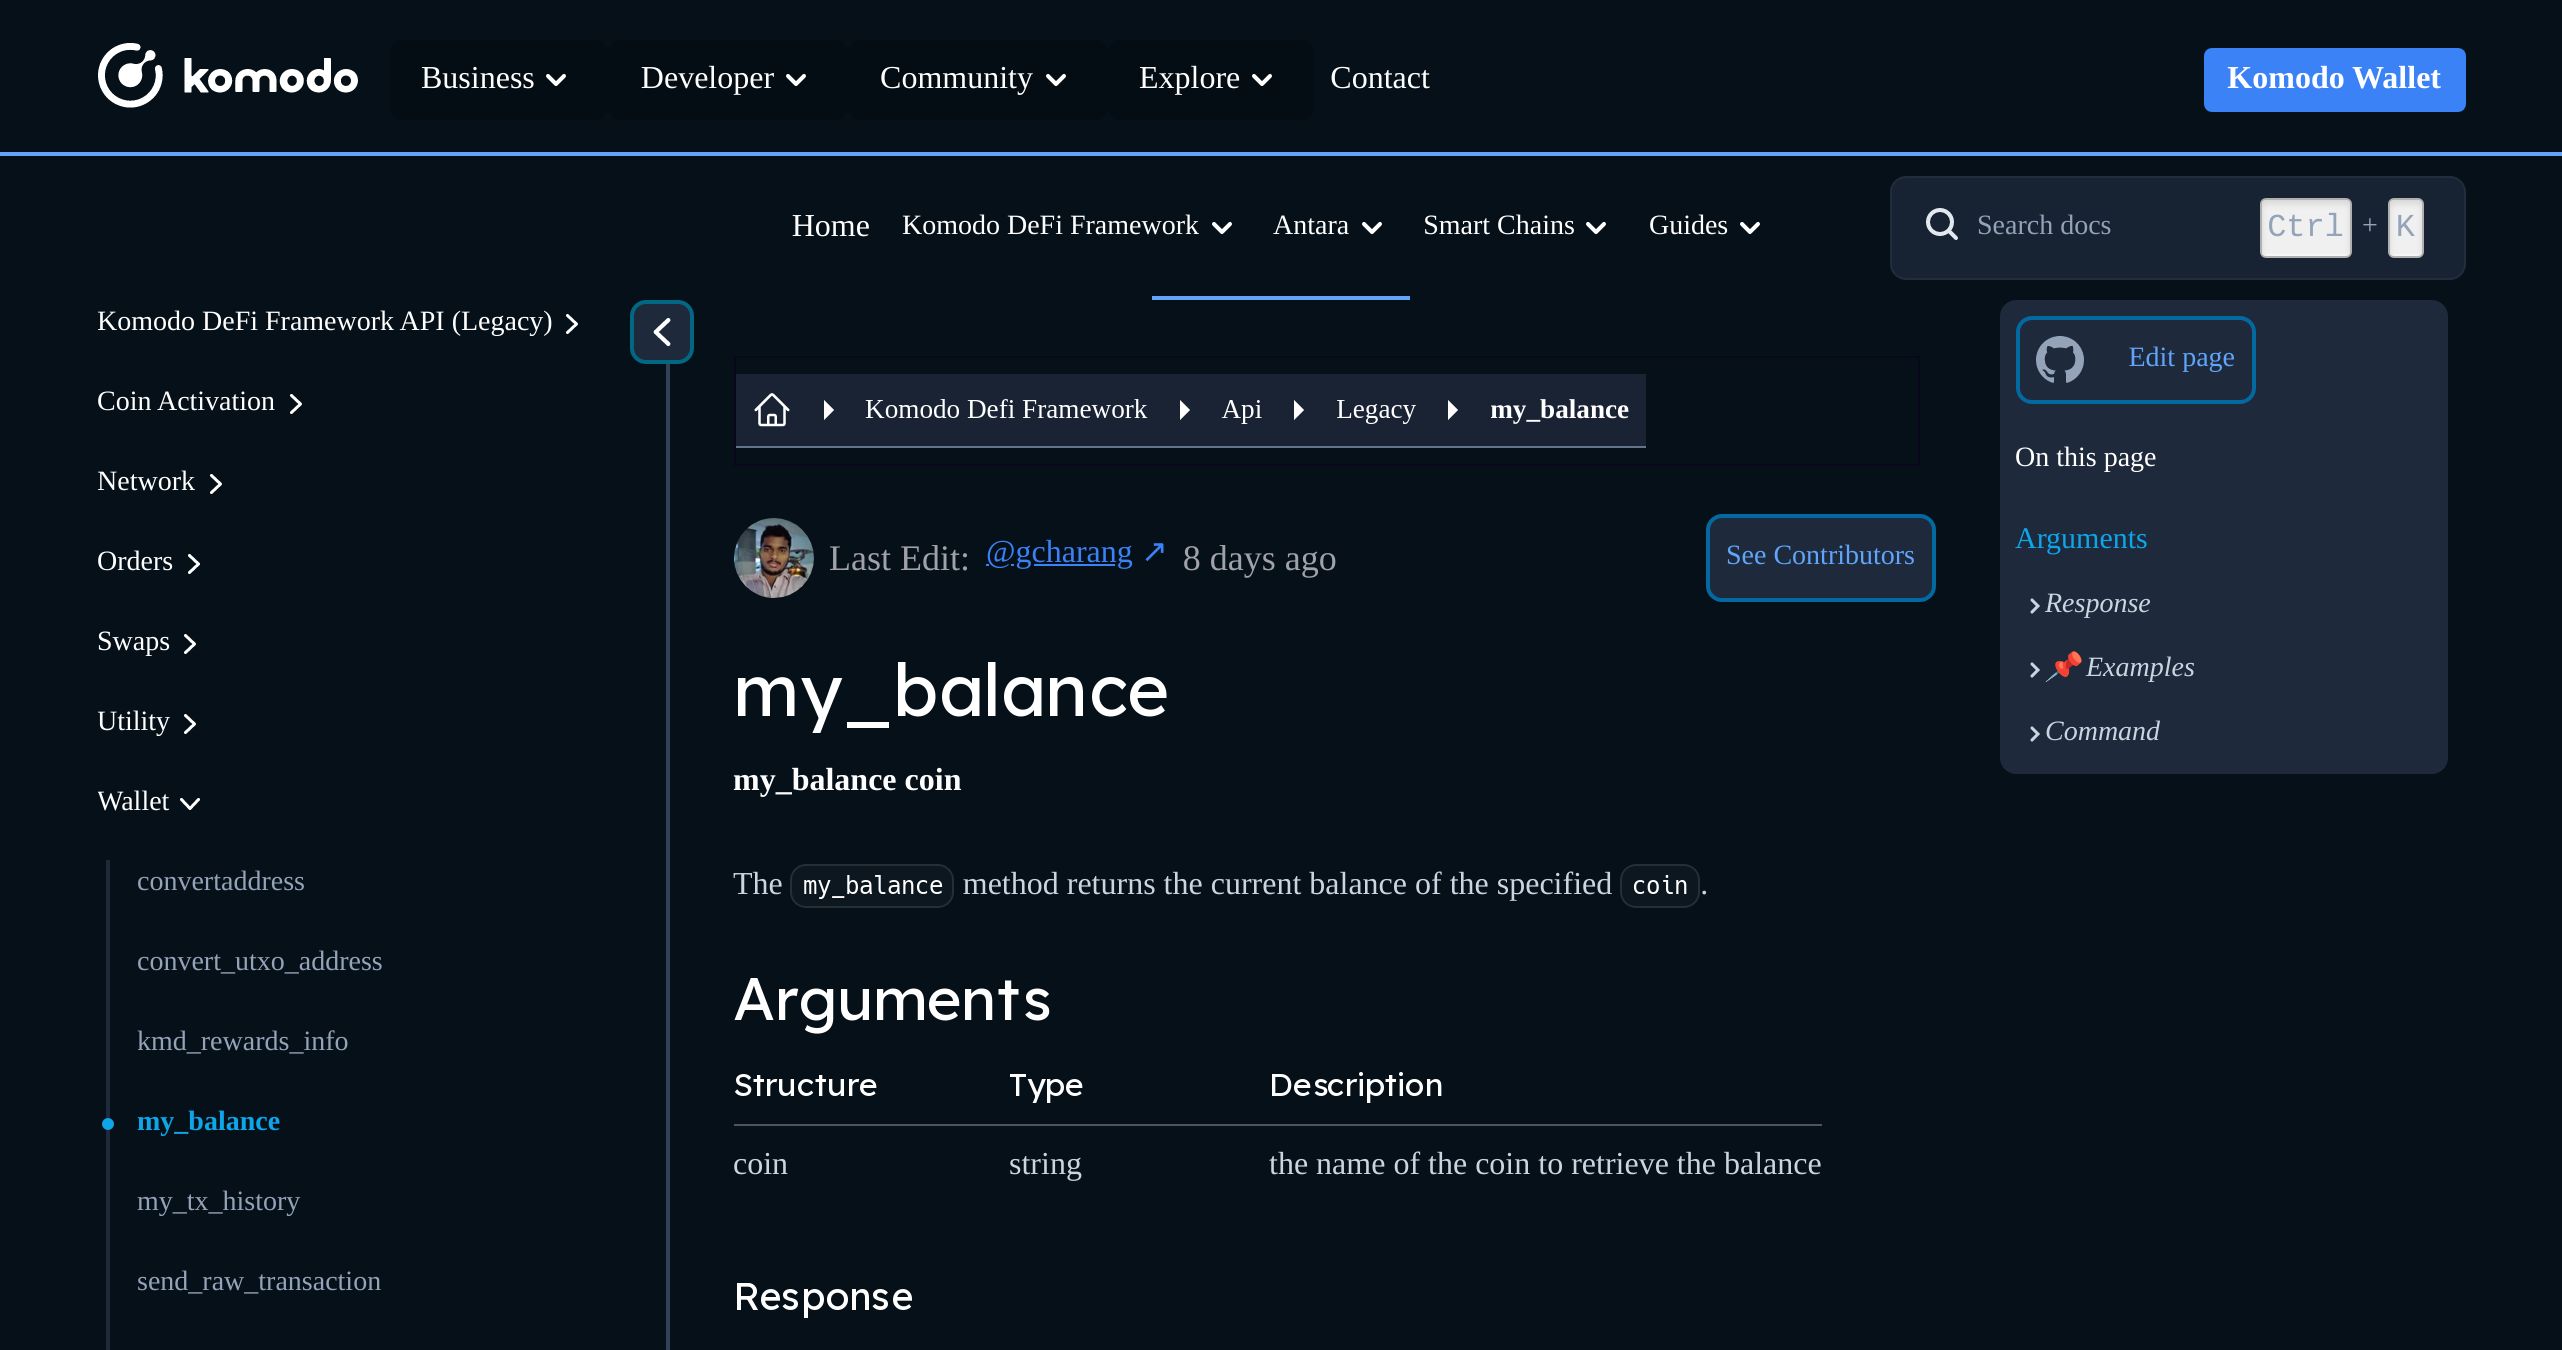 komodo Business Developer Community Explore Contact Komodo Wallet
Home Komodo DeFi Framework Antara Smart Chains Guides Search docs Ctrl + K
Komodo DeFi Framework API (Legacy)
Coin Activation
Network
Orders
Swaps
Utility
Wallet
convertaddress
convert_utxo_address
kmd_rewards_info
my_balance
my_tx_history
send_raw_transaction
Komodo Defi Framework Api Legacy my_balance
Last Edit: @gcharang ↗ 8 days ago See Contributors
my_balance
my_balance coin
The my_balance method returns the current balance of the specified coin.
Arguments
Structure Type Description
coin string the name of the coin to retrieve the balance
Response
Edit page
On this page
Arguments
Response
📌 Examples
Command